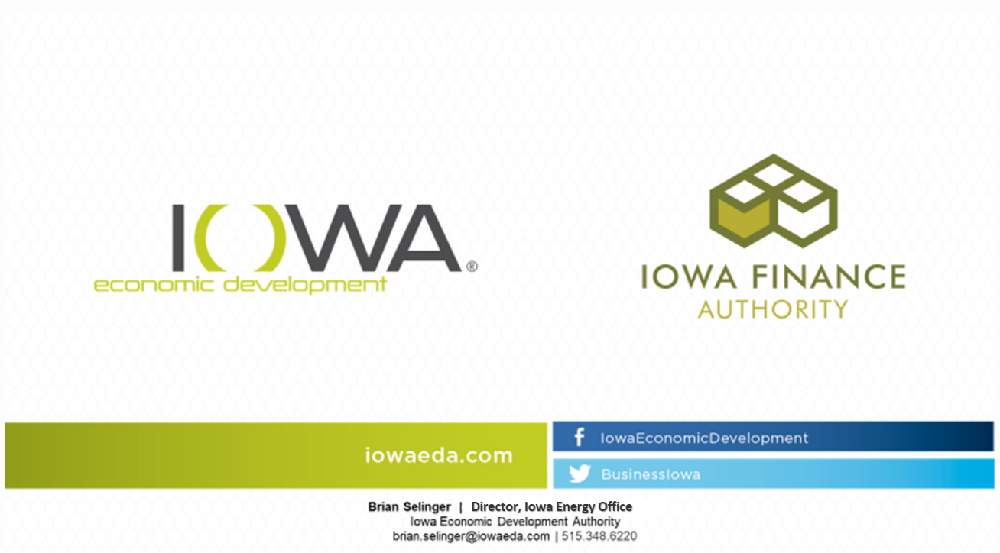 IOWA®
economic development
IOWA FINANCE
AUTHORITY
iowaeda.com
f IowaEconomicDevelopment
BusinessIowa
Brian Selinger | Director, Iowa Energy Office
Iowa Economic Development Authority
brian.selinger@iowaeda.com | 515.348.6220